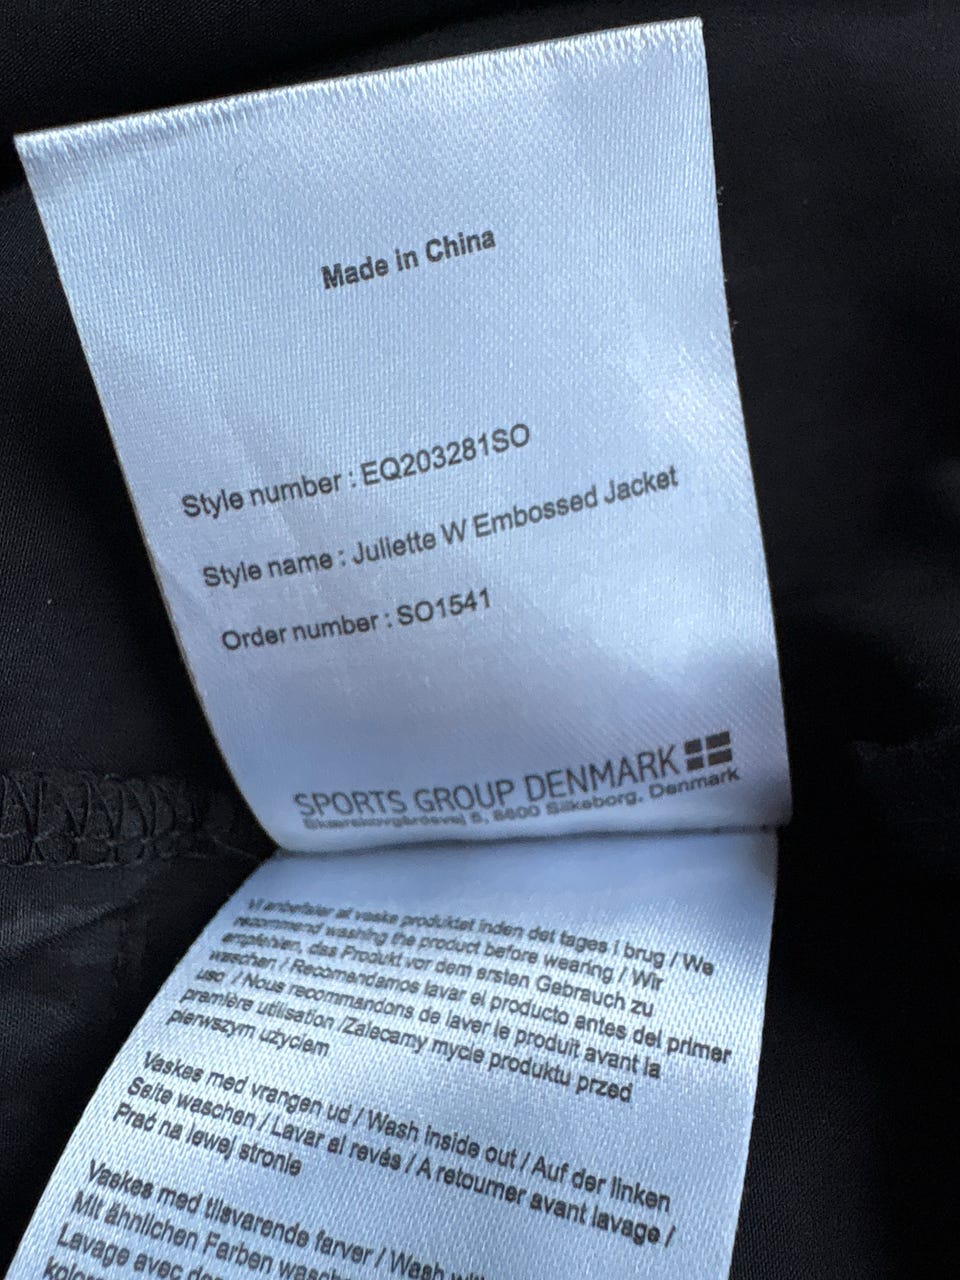 Made in China
Style number : EQ203281SO
Style name : Juliette W Embossed Jacket
Order number : SO1541
SPORTS GROUP DENMARK
Skærskovgårdsvej 5, 8600 Silkeborg, Denmark
Vi anbefaler at vaske produktet inden det tages i brug / We
recommend washing the product before wearing / Wir
empfehlen, das Produkt vor dem ersten Gebrauch zu
waschen / Recomendamos lavar el producto antes del primer
uso / Nous recommandons de laver le produit avant la
première utilisation /Zalecamy mycie produktu przed
pierwszym uzyciem
Vaskes med vrangen ud / Wash inside out / Auf der linken
Seite waschen / Lavar al revés / A retourner avant lavage /
Prać na lewej stronie
Vaskes med tilsvarende farver / Wash
Mit ähnlichen Farben
Lavage avec